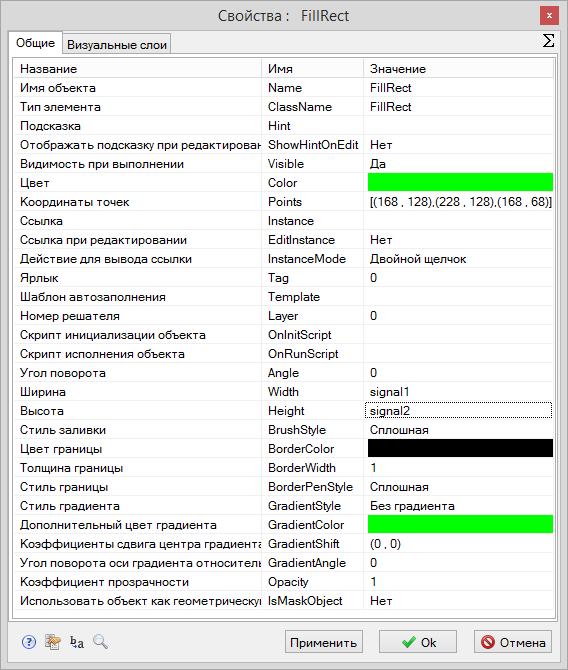 Свойства : FillRect
x
Общие Визуальные слои Σ
Название Имя Значение
Имя объекта Name FillRect
Тип элемента ClassName FillRect
Подсказка Hint
Отображать подсказку при редактирован ShowHintOnEdit Нет
Видимость при выполнении Visible Да
Цвет Color
Координаты точек Points [(168 , 128),(228 , 128),(168 , 68)]
Ссылка Instance
Ссылка при редактировании EditInstance Нет
Действие для вывода ссылки InstanceMode Двойной щелчок
Ярлык Tag 0
Шаблон автозаполнения Template
Номер решателя Layer 0
Скрипт инициализации объекта OnInitScript
Скрипт исполнения объекта OnRunScript
Угол поворота Angle 0
Ширина Width signal1
Высота Height signal2
Стиль заливки BrushStyle Сплошная
Цвет границы BorderColor
Толщина границы BorderWidth 1
Стиль границы BorderPenStyle Сплошная
Стиль градиента GradientStyle Без градиента
Дополнительный цвет градиента GradientColor
Коэффициенты сдвига центра градиента GradientShift (0 , 0)
Угол поворота оси градиента относител GradientAngle 0
Коэффициент прозрачности Opacity 1
Использовать объект как геометрическу IsMaskObject Нет
? b a Применить Ok Отмена